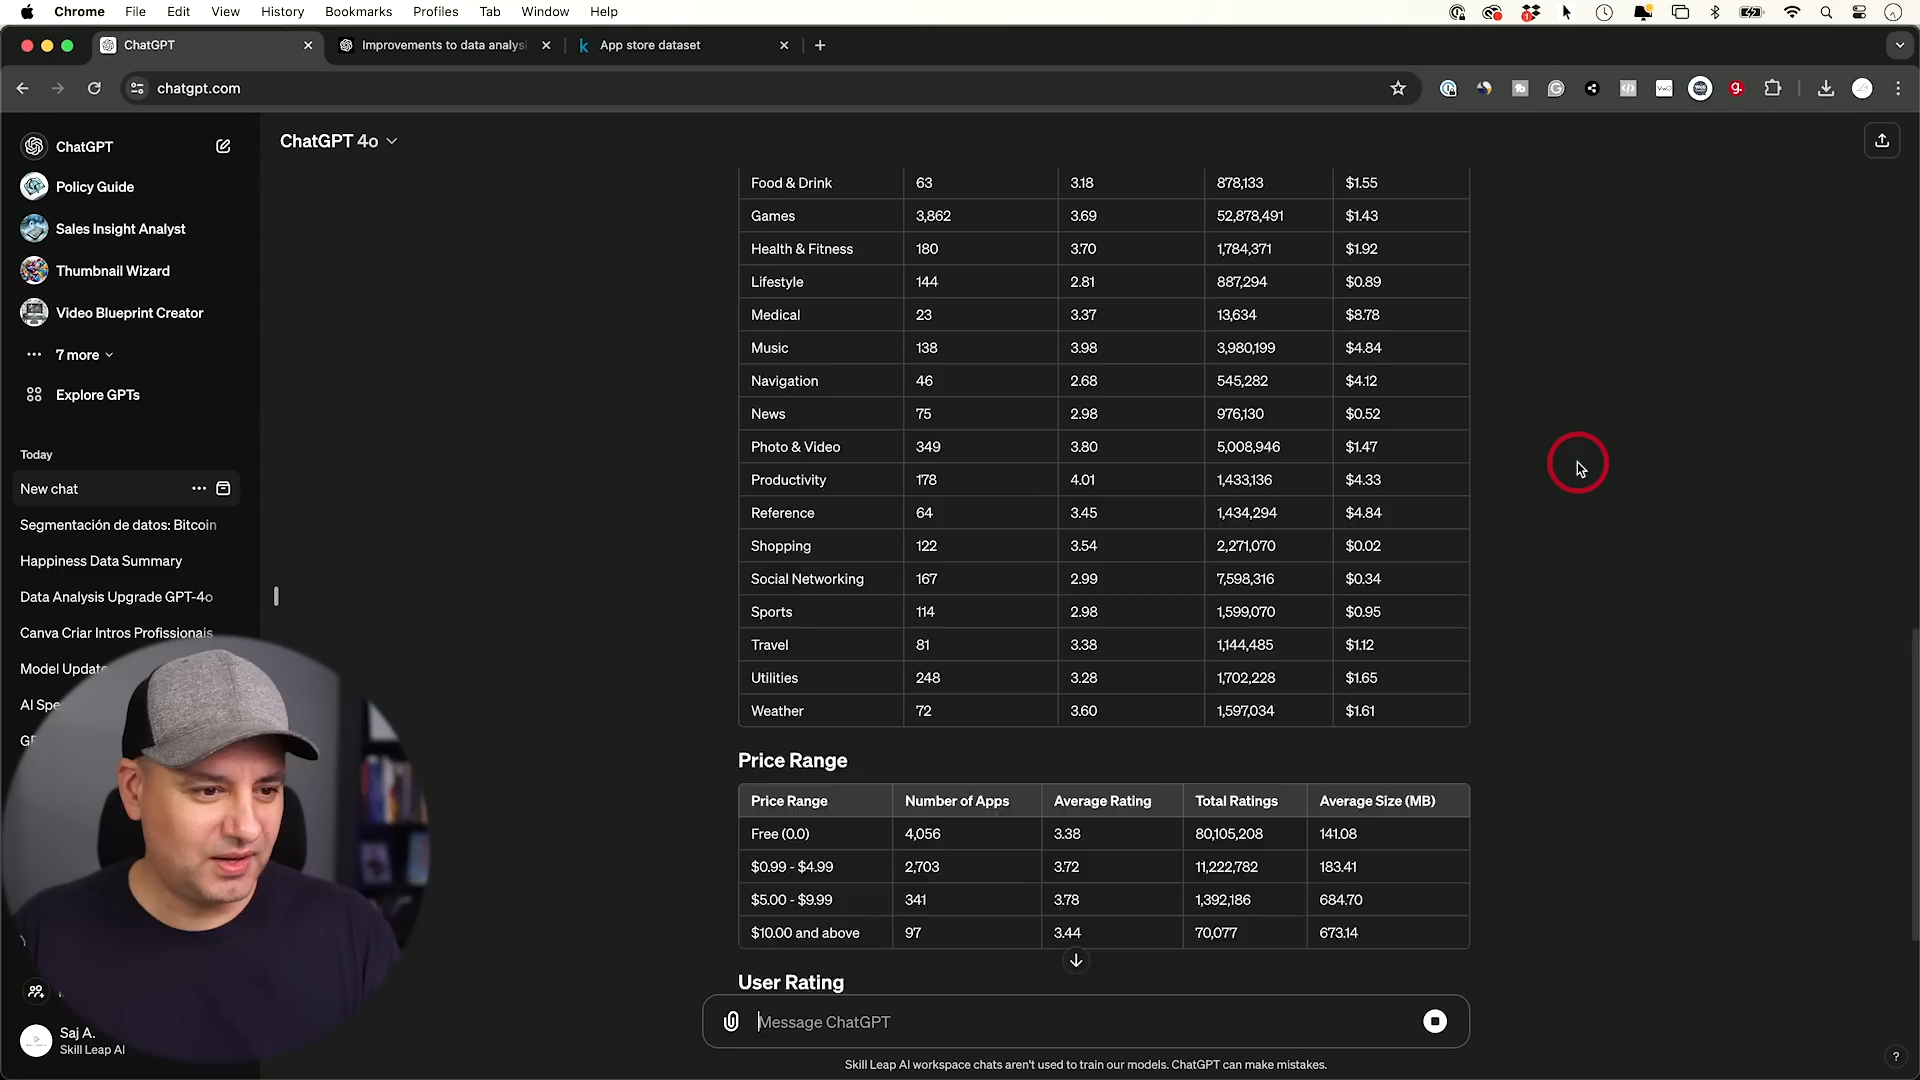 Chrome File Edit View History Bookmarks Profiles Tab Window Help
ChatGPT
Improvements to data analysi
App store dataset
chatgpt.com
ChatGPT
Policy Guide
Sales Insight Analyst
Thumbnail Wizard
Video Blueprint Creator
7 more
Explore GPTs
Today
New chat
Segmentación de datos: Bitcoin
Happiness Data Summary
Data Analysis Upgrade GPT-4o
Canva Criar Intros Profissionais
Model Update
AI Spe
Saj A.
Skill Leap AI
ChatGPT 4o
Food & Drink 63 3.18 878,133 $1.55
Games 3,862 3.69 52,878,491 $1.43
Health & Fitness 180 3.70 1,784,371 $1.92
Lifestyle 144 2.81 887,294 $0.89
Medical 23 3.37 13,634 $8.78
Music 138 3.98 3,980,199 $4.84
Navigation 46 2.68 545,282 $4.12
News 75 2.98 976,130 $0.52
Photo & Video 349 3.80 5,008,946 $1.47
Productivity 178 4.01 1,433,136 $4.33
Reference 64 3.45 1,434,294 $4.84
Shopping 122 3.54 2,271,070 $0.02
Social Networking 167 2.99 7,598,316 $0.34
Sports 114 2.98 1,599,070 $0.95
Travel 81 3.38 1,144,485 $1.12
Utilities 248 3.28 1,702,228 $1.65
Weather 72 3.60 1,597,034 $1.61
Price Range
Price Range Number of Apps Average Rating Total Ratings Average Size (MB)
Free (0.0) 4,056 3.38 80,105,208 141.08
$0.99 - $4.99 2,703 3.72 11,222,782 183.41
$5.00 - $9.99 341 3.78 1,392,186 684.70
$10.00 and above 97 3.44 70,077 673.14
User Rating
Message ChatGPT
Skill Leap AI workspace chats aren't used to train our models. ChatGPT can make mistakes.
?